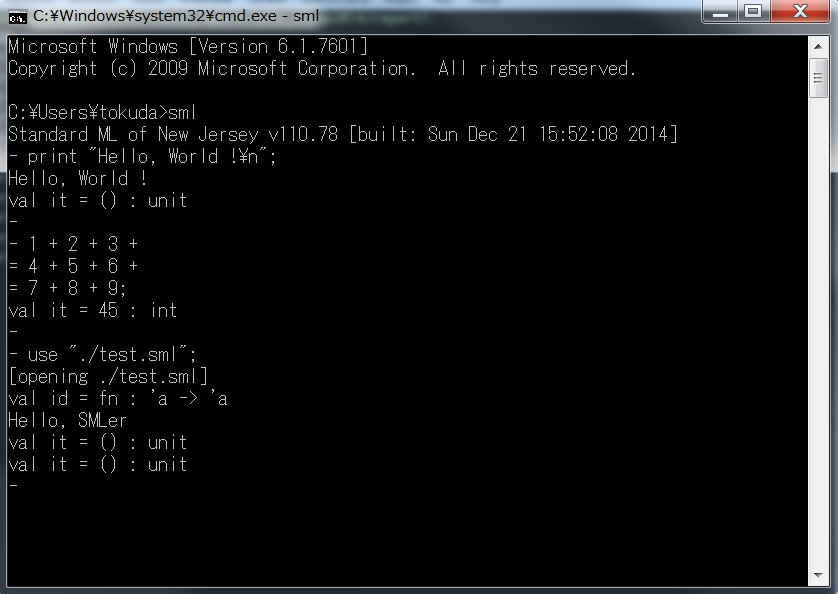 C:¥Windows¥system32¥cmd.exe - sml
Microsoft Windows [Version 6.1.7601]
Copyright (c) 2009 Microsoft Corporation.  All rights reserved.
C:¥Users¥tokuda>sml
Standard ML of New Jersey v110.78 [built: Sun Dec 21 15:52:08 2014]
- print "Hello, World !¥n";
Hello, World !
val it = () : unit
-
- 1 + 2 + 3 +
= 4 + 5 + 6 +
= 7 + 8 + 9;
val it = 45 : int
-
- use "./test.sml";
[opening ./test.sml]
val id = fn : 'a -> 'a
Hello, SMLer
val it = () : unit
val it = () : unit
-